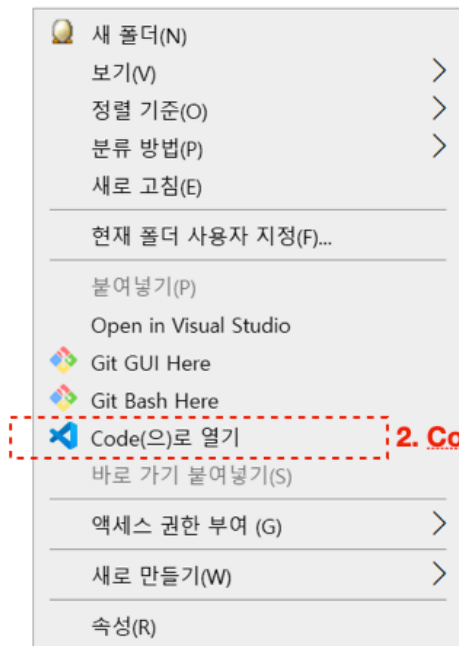 새 폴더(N)
보기(V)
정렬 기준(O)
분류 방법(P)
새로 고침(E)
현재 폴더 사용자 지정(F)...
붙여넣기(P)
Open in Visual Studio
Git GUI Here
Git Bash Here
Code(으)로 열기 2. Co
바로 가기 붙여넣기(S)
액세스 권한 부여 (G)
새로 만들기(W)
속성(R)